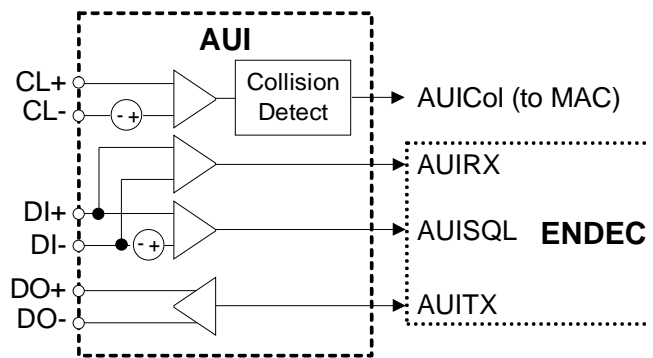 AUI
CL+
CL-
- +
Collision
Detect
AUICol (to MAC)
AUIRX
DI+
DI-
- +
AUISQL
ENDEC
DO+
DO-
AUITX